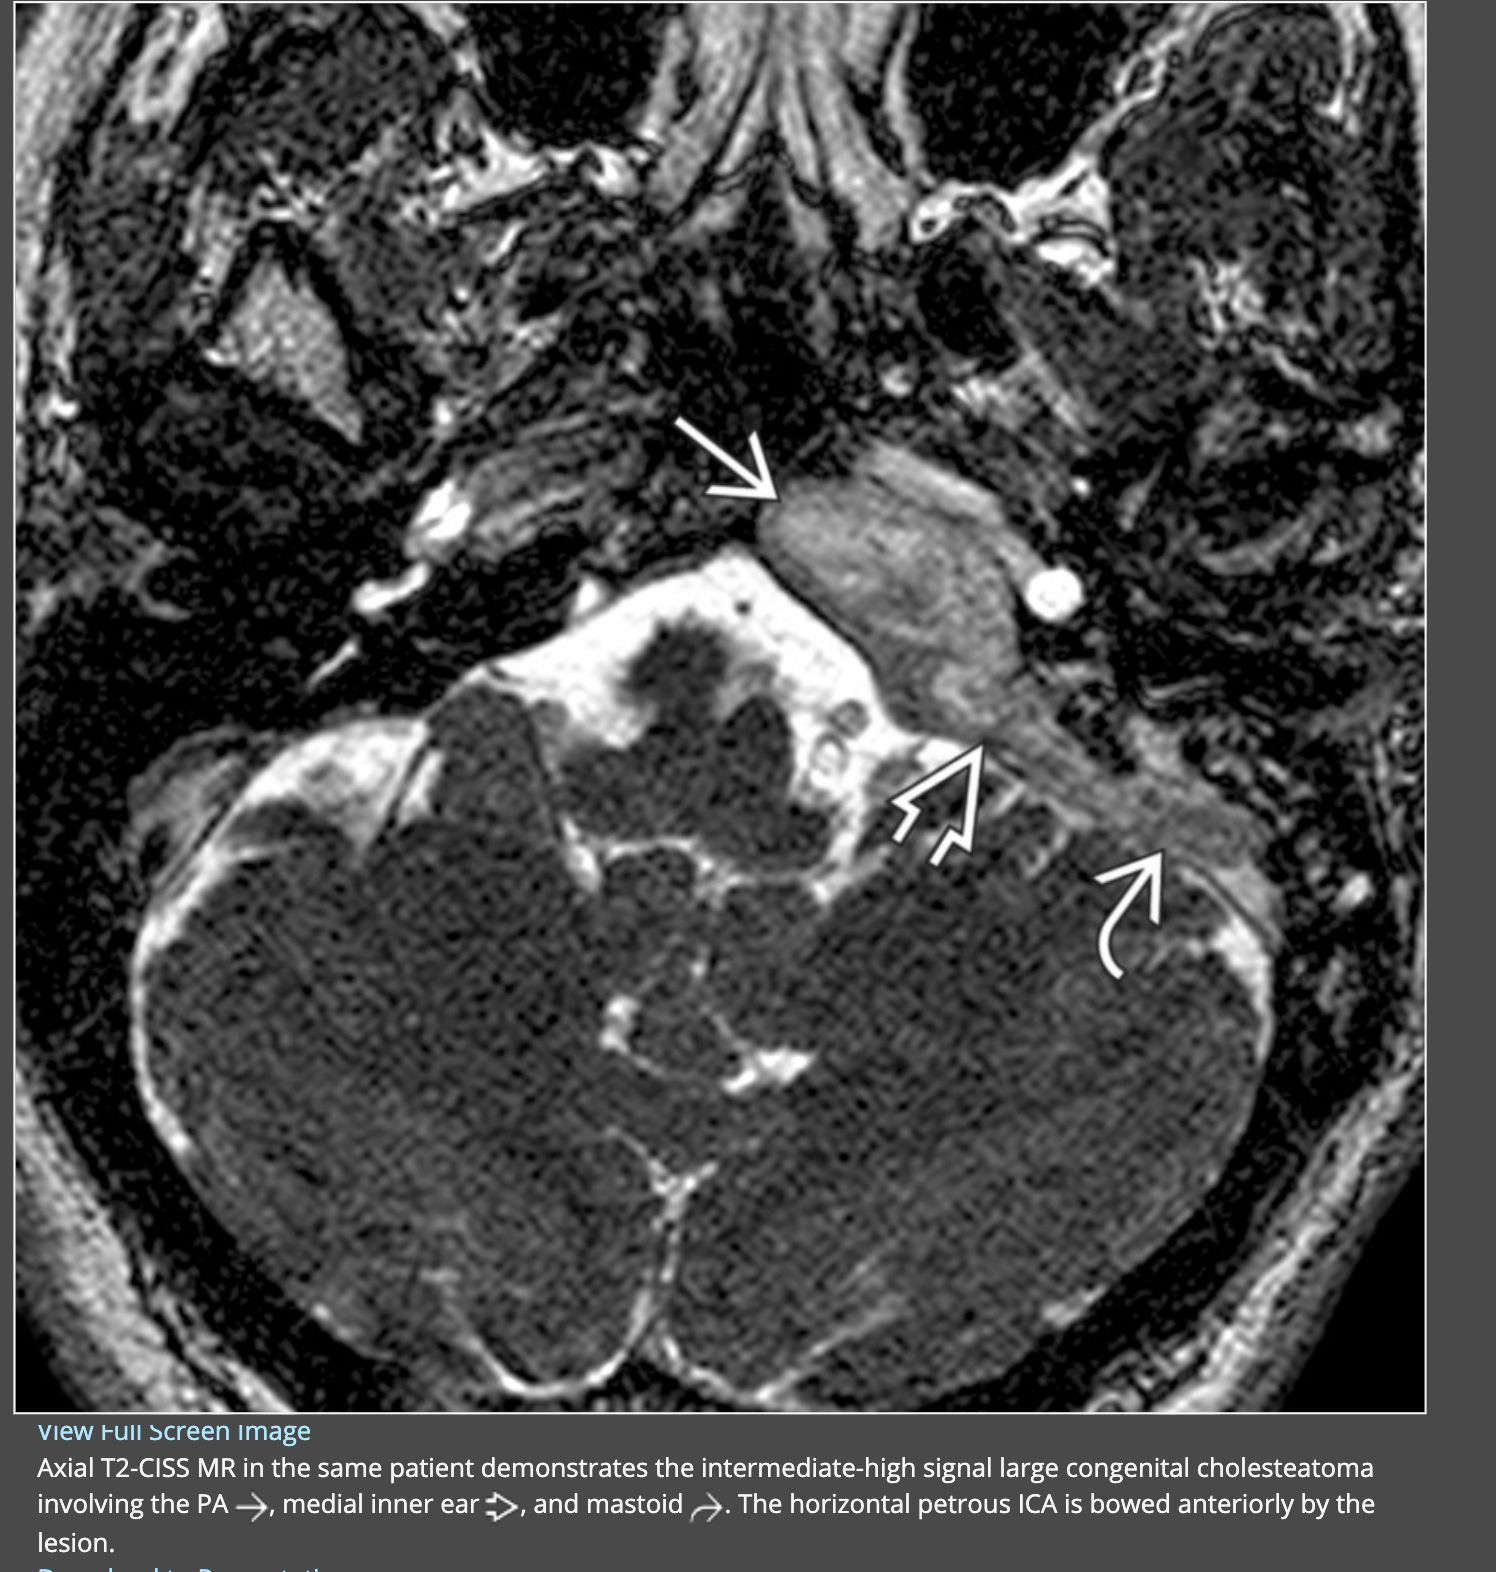 View Full Screen Image
Axial T2-CISS MR in the same patient demonstrates the intermediate-high signal large congenital cholesteatoma
involving the PA →, medial inner ear ⇨, and mastoid ↷. The horizontal petrous ICA is bowed anteriorly by the
lesion.